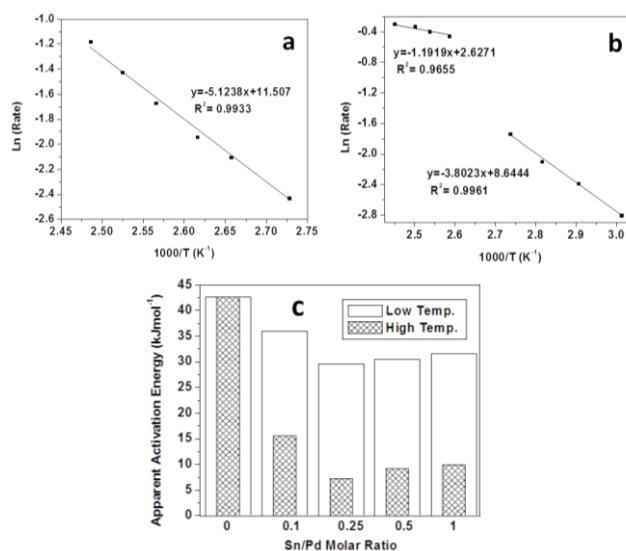 a
-1.0
-1.2
-1.4
-1.6
-1.8
-2.0
-2.2
-2.4
-2.6
Ln (Rate)
y=-5.1238x+11.507
R²= 0.9933
2.45 2.50 2.55 2.60 2.65 2.70 2.75
1000/T (K⁻¹)
b
-0.4
-0.8
-1.2
-1.6
-2.0
-2.4
-2.8
Ln (Rate)
y=-1.1919x+2.6271
R²= 0.9655
y=-3.8023x+8.6444
R²= 0.9961
2.5 2.6 2.7 2.8 2.9 3.0
1000/T (K⁻¹)
c
45
40
35
30
25
20
15
10
5
0
Apparent Activation Energy (kJmol⁻¹)
Low Temp.
High Temp.
0 0.1 0.25 0.5 1
Sn/Pd Molar Ratio